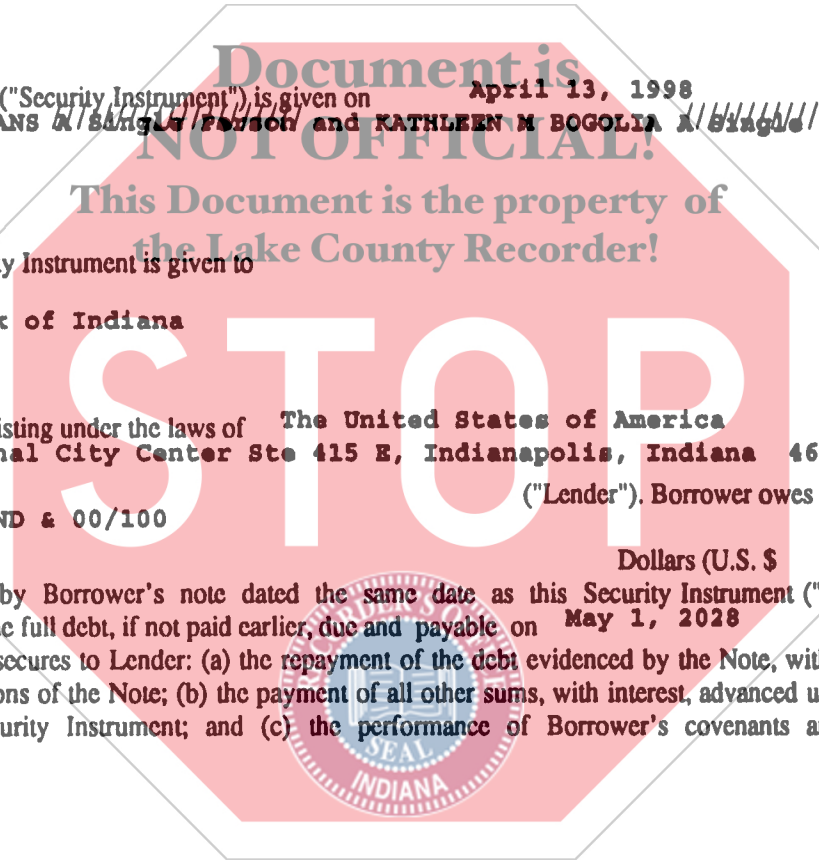 Document is
("Security Instrument") is given on April 13, 1998
ANS A Single Person and KATHLEEN M BOGOLIA A Single
NOT OFFICIAL!
This Document is the property of
the Lake County Recorder!
y Instrument is given to
k of Indiana
STOP
isting under the laws of The United States of America
nal City Center Ste 415 E, Indianapolis, Indiana 46
("Lender"). Borrower owes
ND & 00/100
Dollars (U.S. $
by Borrower's note dated the same date as this Security Instrument ("
e full debt, if not paid earlier, due and payable on May 1, 2028
secures to Lender: (a) the repayment of the debt evidenced by the Note, wit
ons of the Note; (b) the payment of all other sums, with interest, advanced u
urity Instrument; and (c) the performance of Borrower's covenants a
RECORDER'S OFFICE
SEAL
INDIANA